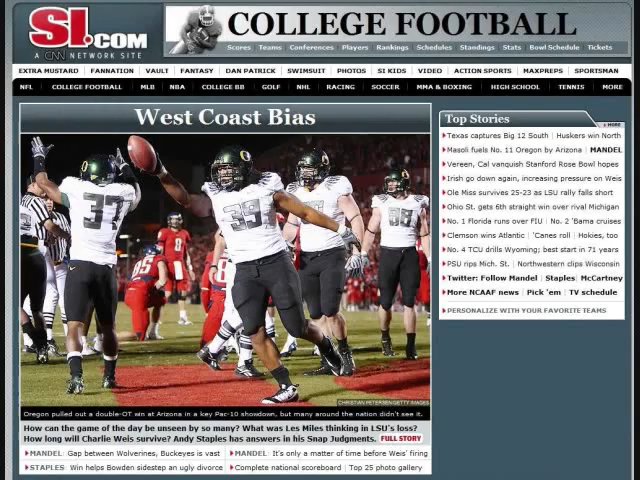 SI.COM
A CNN NETWORK SITE
COLLEGE FOOTBALL
Scores Teams Conferences Players Rankings Schedules Standings Stats Bowl Schedule Tickets
EXTRA MUSTARD FANNATION VAULT FANTASY DAN PATRICK SWIMSUIT PHOTOS SI KIDS VIDEO ACTION SPORTS MAXPREPS SPORTSMAN
NFL COLLEGE FOOTBALL MLB NBA COLLEGE BB GOLF NHL RACING SOCCER MMA & BOXING HIGH SCHOOL TENNIS MORE
West Coast Bias
37
39
85
CHRISTIAN PETERSEN/GETTY IMAGES
Oregon pulled out a double-OT win at Arizona in a key Pac-10 showdown, but many around the nation didn't see it.
How can the game of the day be unseen by so many? What was Les Miles thinking in LSU's loss?
How long will Charlie Weis survive? Andy Staples has answers in his Snap Judgments. FULL STORY
MANDEL: Gap between Wolverines, Buckeyes is vast
MANDEL: It's only a matter of time before Weis' firing
STAPLES: Win helps Bowden sidestep an ugly divorce
Complete national scoreboard | Top 25 photo gallery
Top Stories
MORE
Texas captures Big 12 South | Huskers win North
Masoli fuels No. 11 Oregon by Arizona | MANDEL
Vereen, Cal vanquish Stanford Rose Bowl hopes
Irish go down again, increasing pressure on Weis
Ole Miss survives 25-23 as LSU rally falls short
Ohio St. gets 6th straight win over rival Michigan
No. 1 Florida runs over FIU | No. 2 'Bama cruises
Clemson wins Atlantic | 'Canes roll | Hokies, too
No. 4 TCU drills Wyoming; best start in 71 years
PSU rips Mich. St. | Northwestern clips Wisconsin
Twitter: Follow Mandel | Staples | McCartney
More NCAAF news | Pick 'em | TV schedule
PERSONALIZE WITH YOUR FAVORITE TEAMS